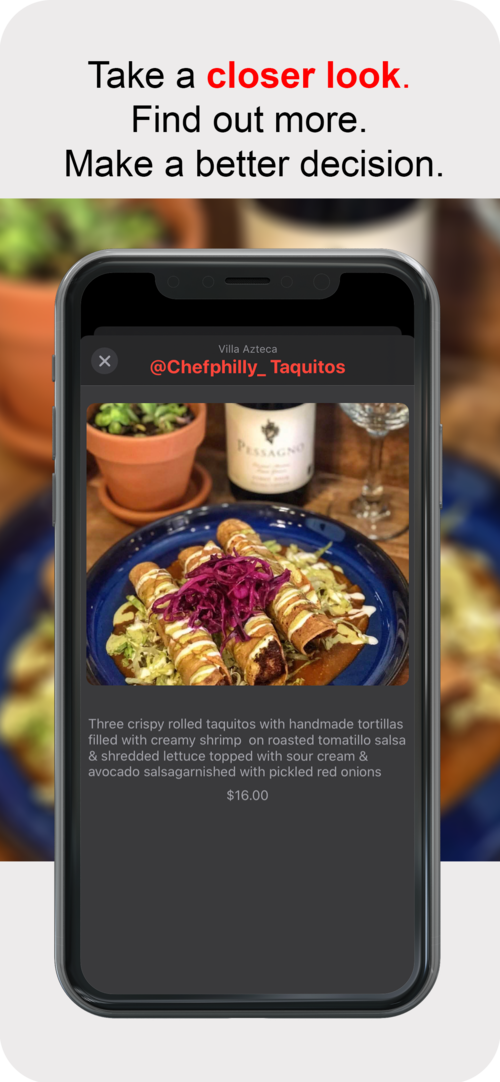 Take a closer look.
Find out more.
Make a better decision.
Villa Azteca
@Chefphilly_ Taquitos
PESSAGNO
Three crispy rolled taquitos with handmade tortillas
filled with creamy shrimp  on roasted tomatillo salsa
& shredded lettuce topped with sour cream &
avocado salsagarnished with pickled red onions
$16.00